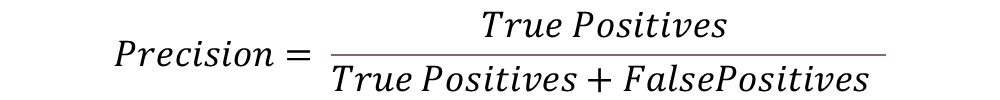 Precision = True Positives
True Positives + FalsePositives